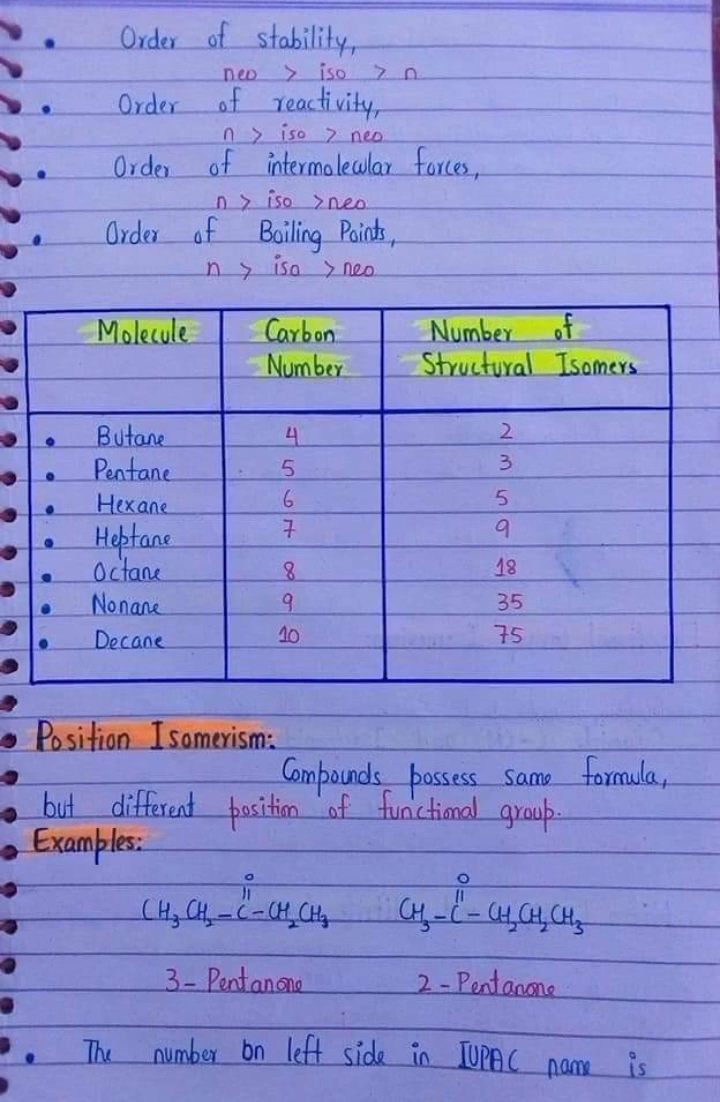 • Order of stability,
neo > iso > n
• Order of reactivity,
n > iso > neo
• Order of intermolecular forces,
n > iso > neo
• Order of Boiling Points,
n > iso > neo
Molecule Carbon Number Number of Structural Isomers
• Butane 4 2
• Pentane 5 3
• Hexane 6 5
• Heptane 7 9
• Octane 8 18
• Nonane 9 35
• Decane 10 75
Position Isomerism:
Compounds possess same formula,
but different position of functional group.
Examples:
O O
|| ||
CH₃CH₂-C-CH₂CH₃ CH₃-C-CH₂CH₂CH₃
3-Pentanone 2-Pentanone
• The number on left side in IUPAC name is